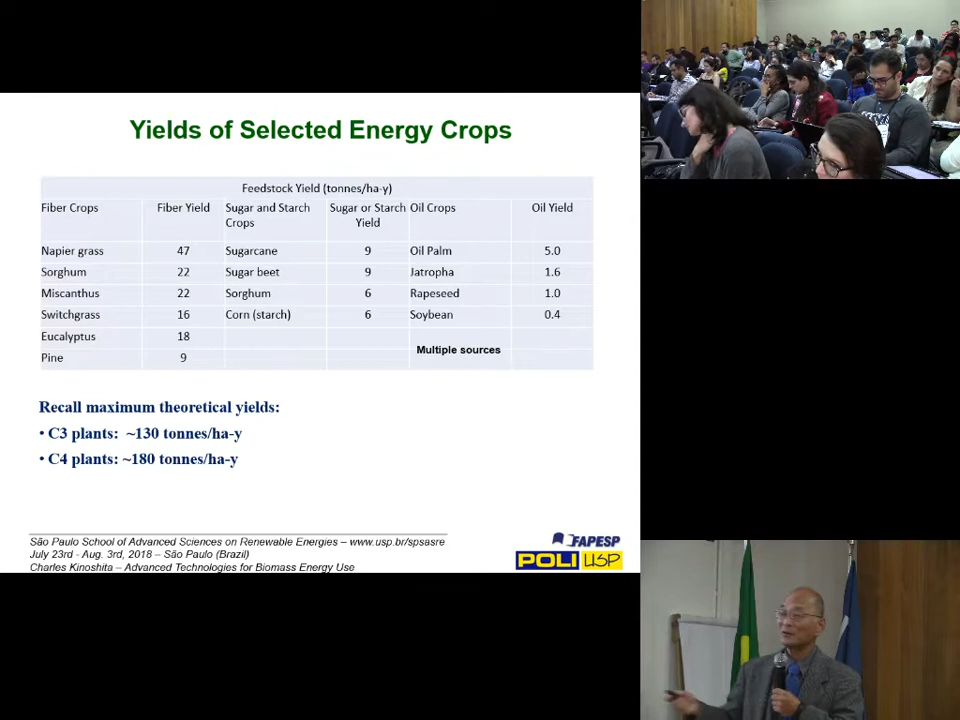 Yields of Selected Energy Crops
Feedstock Yield (tonnes/ha-y)
Fiber Crops Fiber Yield Sugar and Starch Crops Sugar or Starch Yield Oil Crops Oil Yield
Napier grass 47 Sugarcane 9 Oil Palm 5.0
Sorghum 22 Sugar beet 9 Jatropha 1.6
Miscanthus 22 Sorghum 6 Rapeseed 1.0
Switchgrass 16 Corn (starch) 6 Soybean 0.4
Eucalyptus 18
Multiple sources
Pine 9
Recall maximum theoretical yields:
• C3 plants: ~130 tonnes/ha-y
• C4 plants: ~180 tonnes/ha-y
São Paulo School of Advanced Sciences on Renewable Energies – www.usp.br/spsasre
July 23rd - Aug. 3rd, 2018 – São Paulo (Brazil)
Charles Kinoshita – Advanced Technologies for Biomass Energy Use
FAPESP
POLI USP